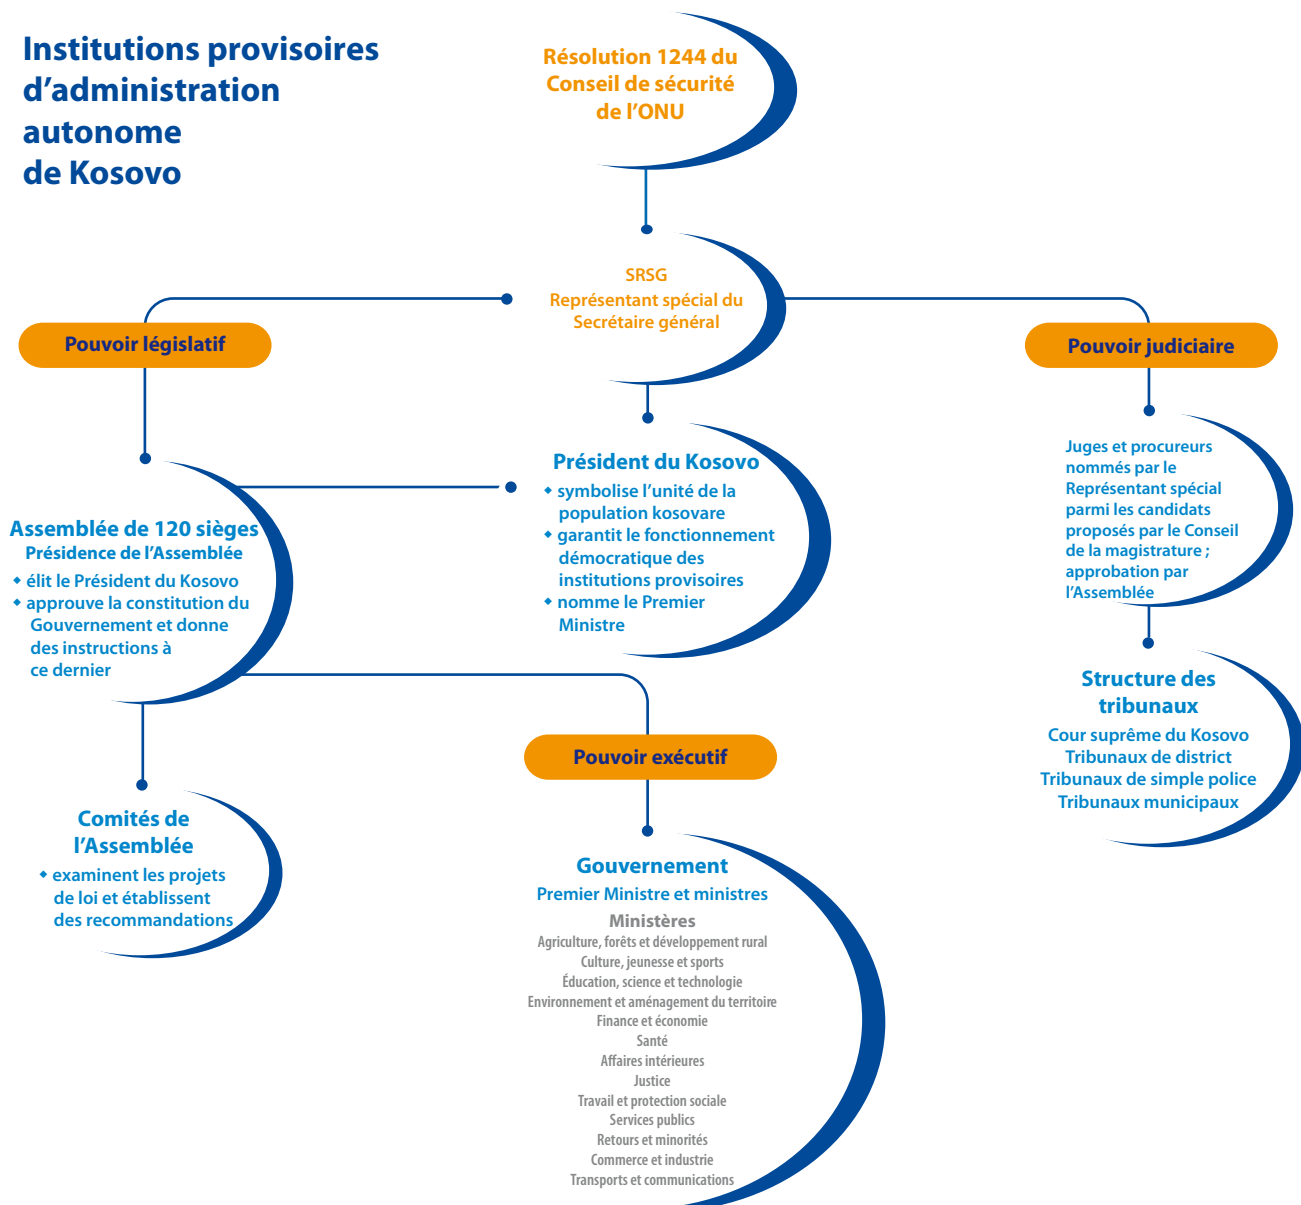 Institutions provisoires
d’administration
autonome
de Kosovo
Résolution 1244 du
Conseil de sécurité
de l’ONU
SRSG
Représentant spécial du
Secrétaire général
Pouvoir législatif
Pouvoir judiciaire
Assemblée de 120 sièges
Présidence de l’Assemblée
◆ élit le Président du Kosovo
◆ approuve la constitution du
Gouvernement et donne
des instructions à
ce dernier
Président du Kosovo
◆ symbolise l’unité de la
population kosovare
◆ garantit le fonctionnement
démocratique des
institutions provisoires
◆ nomme le Premier
Ministre
Juges et procureurs
nommés par le
Représentant spécial
parmi les candidats
proposés par le Conseil
de la magistrature ;
approbation par
l’Assemblée
Structure des
tribunaux
Cour suprême du Kosovo
Tribunaux de district
Tribunaux de simple police
Tribunaux municipaux
Pouvoir exécutif
Comités de
l’Assemblée
◆ examinent les projets
de loi et établissent
des recommandations
Gouvernement
Premier Ministre et ministres
Ministères
Agriculture, forêts et développement rural
Culture, jeunesse et sports
Éducation, science et technologie
Environnement et aménagement du territoire
Finance et économie
Santé
Affaires intérieures
Justice
Travail et protection sociale
Services publics
Retours et minorités
Commerce et industrie
Transports et communications